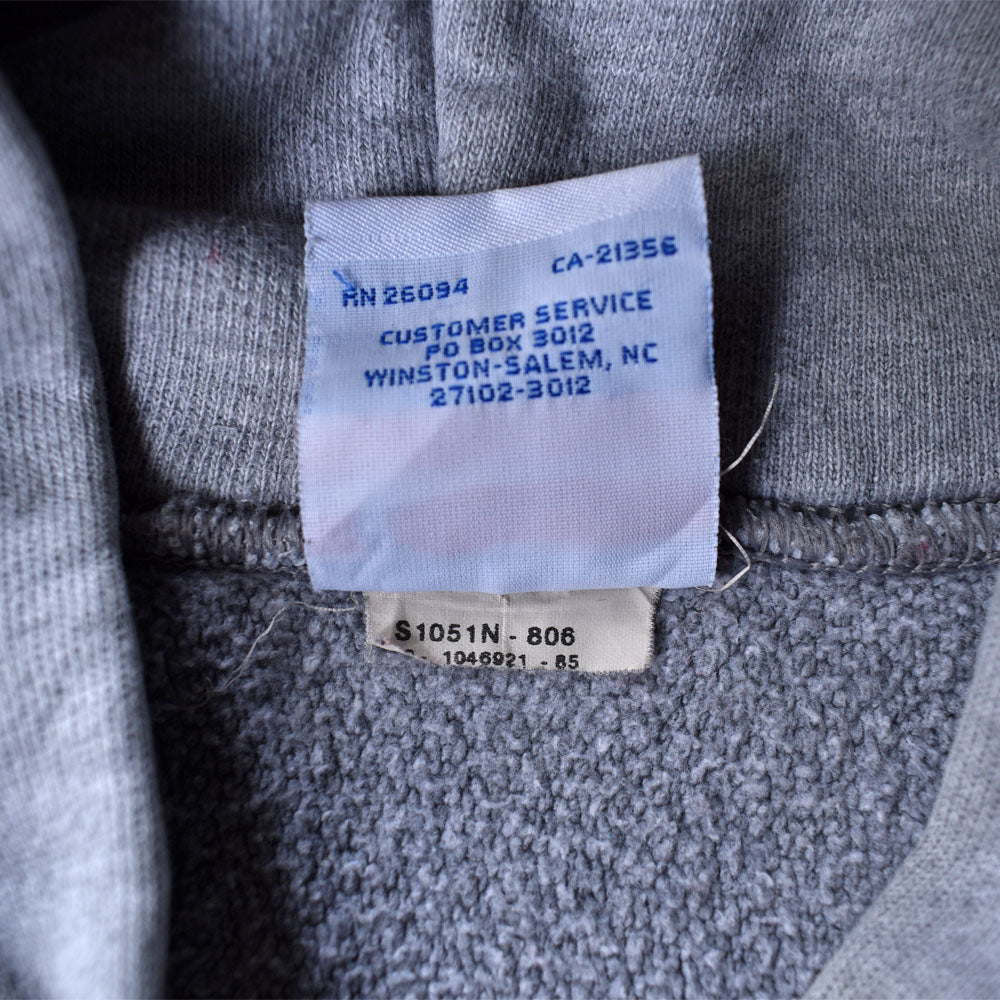 RN 26094 CA-21356
CUSTOMER SERVICE
PO BOX 3012
WINSTON-SALEM, NC
27102-3012
S1051N - 806
- 1046921 - 85